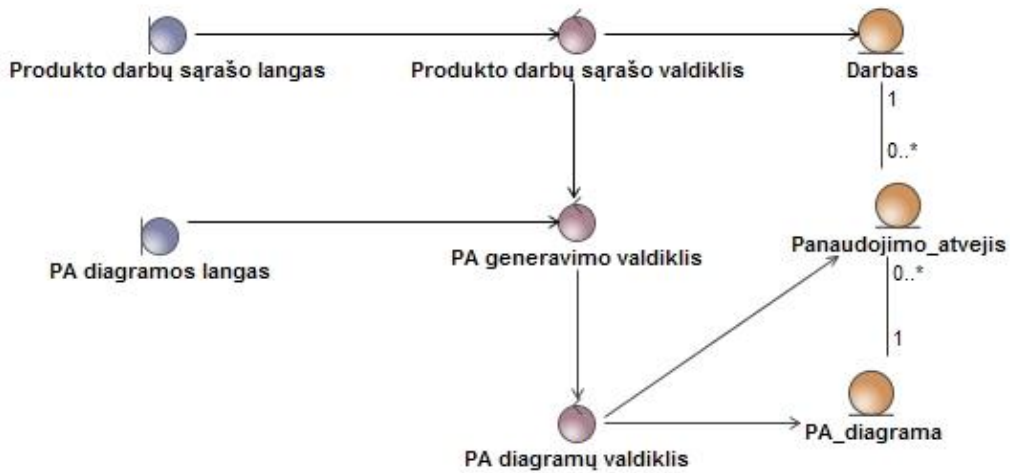 Produkto darbų sąrašo langas
Produkto darbų sąrašo valdiklis
Darbas
1
0..*
Panaudojimo_atvejis
PA diagramos langas
PA generavimo valdiklis
0..*
1
PA_diagrama
PA diagramų valdiklis